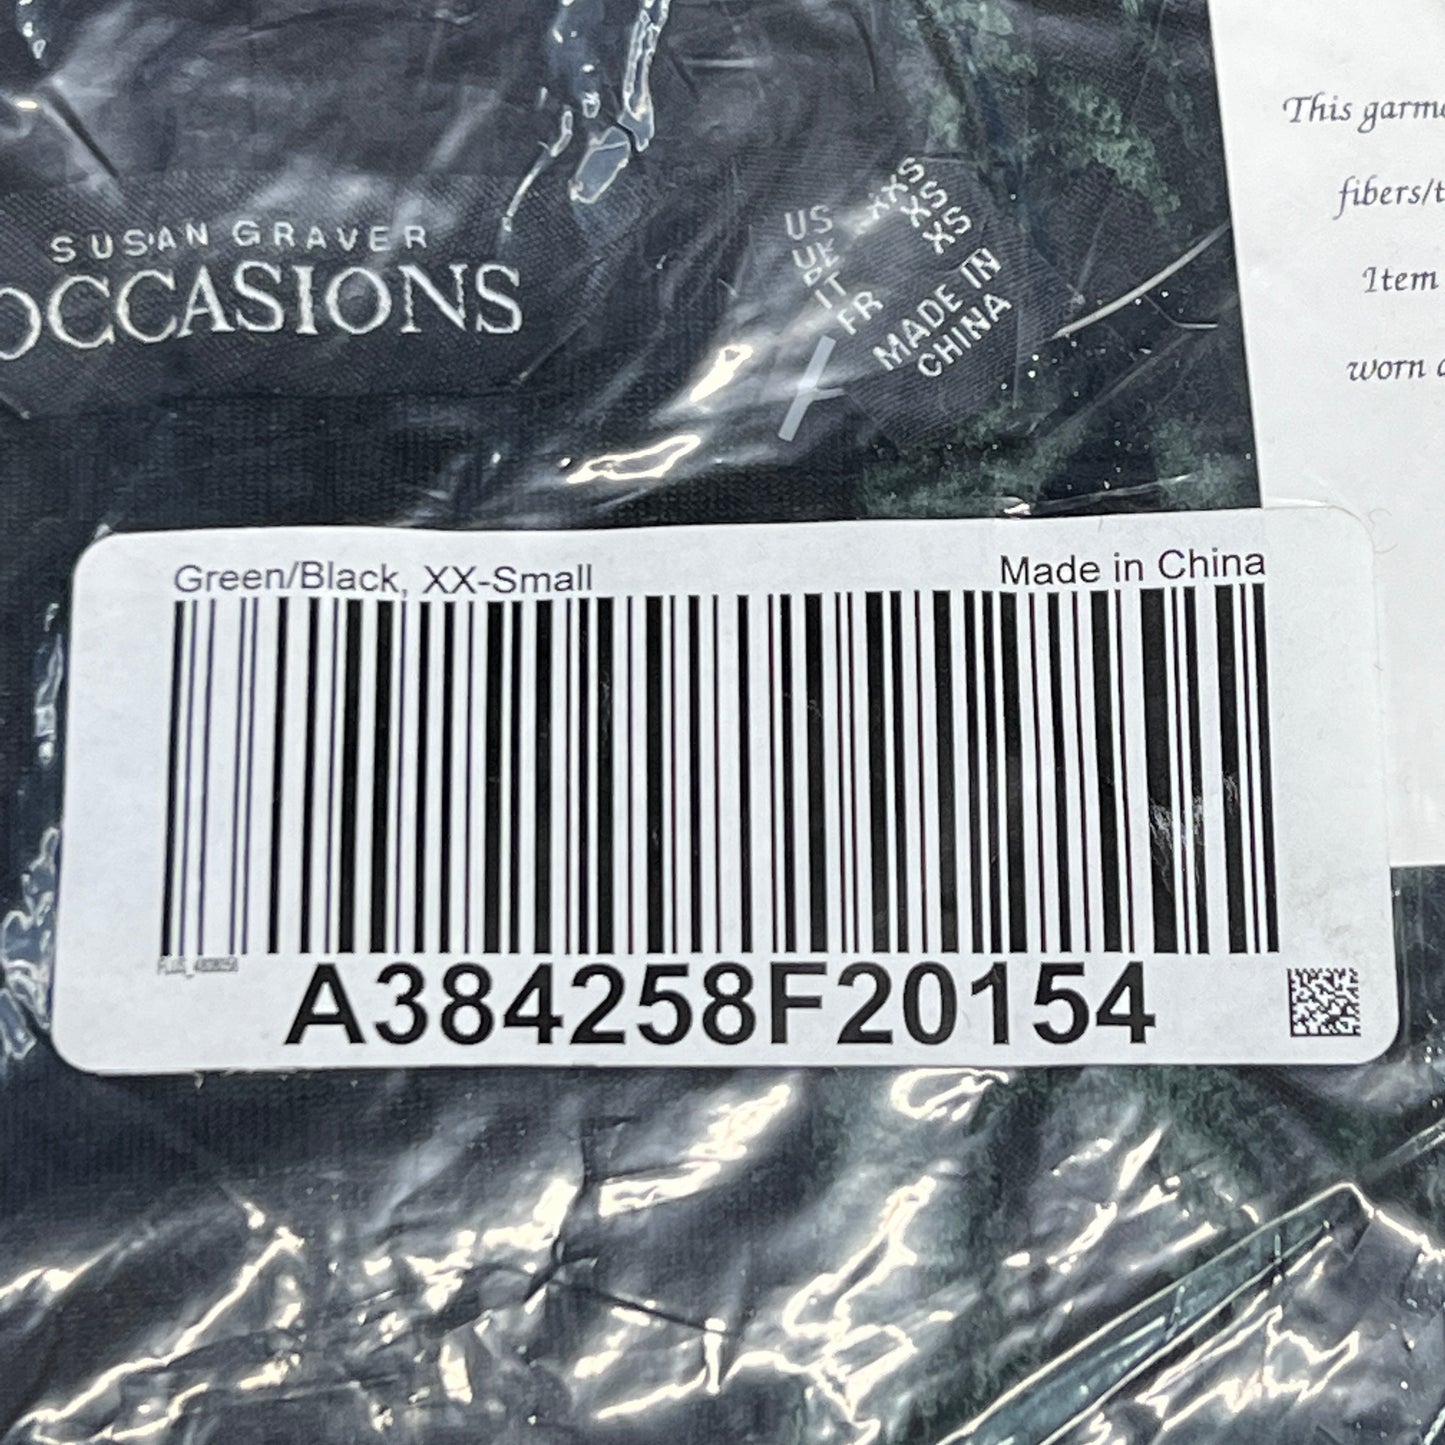 SUSAN GRAVER
OCCASIONS
US XXS
UK XS
DE
IT XS
FR
MADE IN
CHINA
This garm
fibers/t
Item
worn
Green/Black, XX-Small
Made in China
A384258F20154